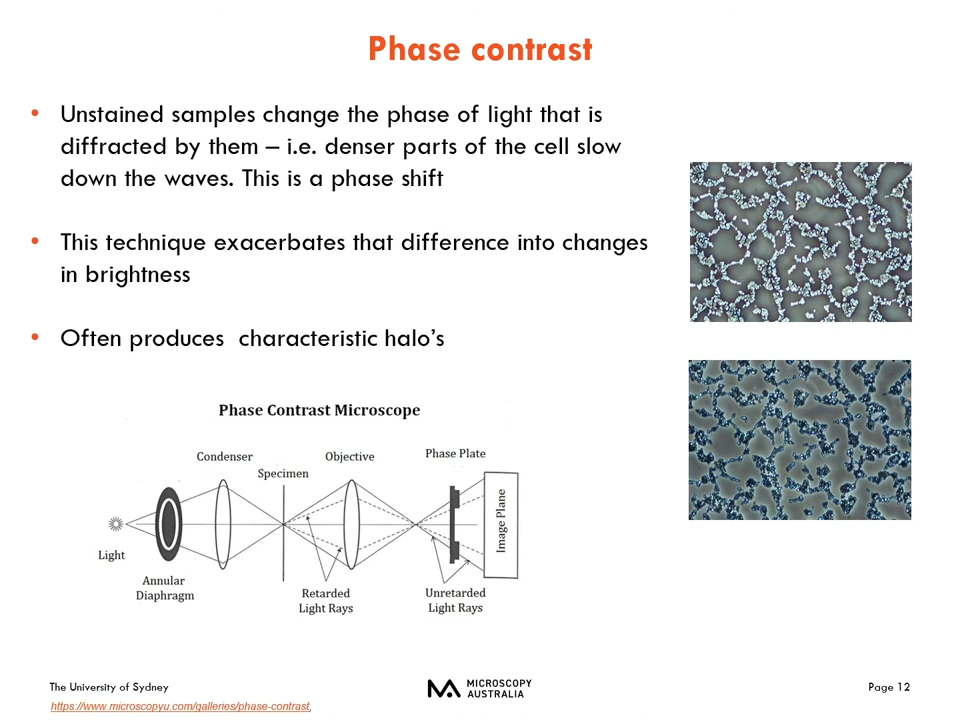 Phase contrast
• Unstained samples change the phase of light that is
diffracted by them – i.e. denser parts of the cell slow
down the waves. This is a phase shift
• This technique exacerbates that difference into changes
in brightness
• Often produces  characteristic halo's
Phase Contrast Microscope
Condenser
Specimen
Objective
Phase Plate
Light
Annular
Diaphragm
Retarded
Light Rays
Unretarded
Light Rays
Image Plane
The University of Sydney
MICROSCOPY
AUSTRALIA
Page 12
https://www.microscopyu.com/galleries/phase-contrast,